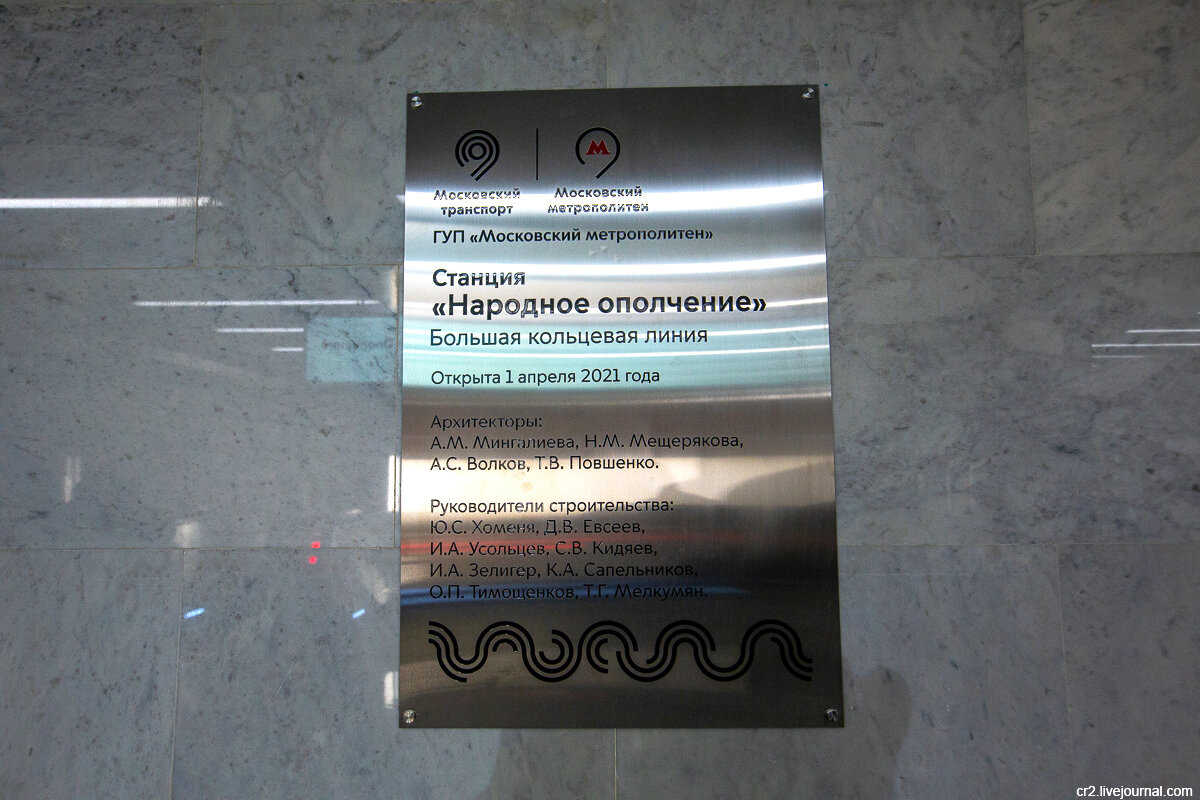 Московский
транспорт
М
Московский
метрополитен
ГУП «Московский метрополитен»
Станция
«Народное ополчение»
Большая кольцевая линия
Открыта 1 апреля 2021 года
Архитекторы:
А.М. Мингалиева, Н.М. Мещерякова,
А.С. Волков, Т.В. Повшенко.
Руководители строительства:
Ю.С. Хоменя, Д.В. Евсеев,
И.А. Усольцев, С.В. Кидяев,
И.А. Зелигер, К.А. Сапельников,
О.П. Тимощенков, Т.Г. Мелкумян.
cr2.livejournal.com